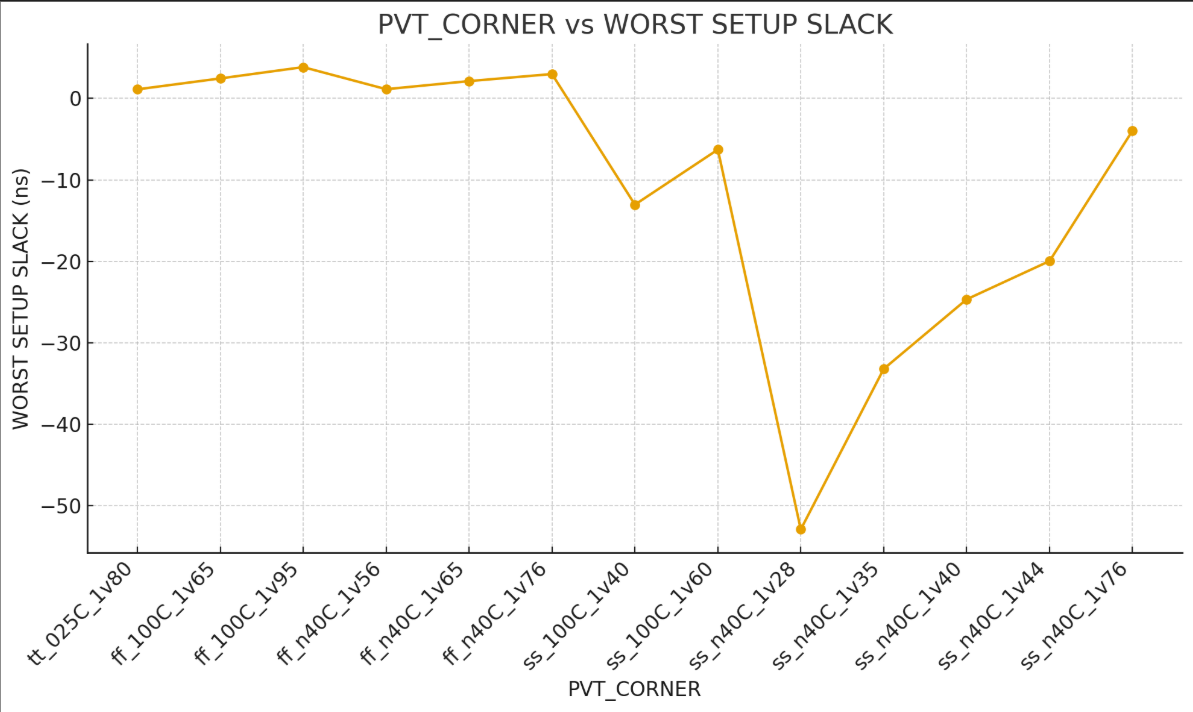 PVT_CORNER vs WORST SETUP SLACK
WORST SETUP SLACK (ns)
0
−10
−20
−30
−40
−50
tt_025C_1v80
ff_100C_1v65
ff_100C_1v95
ff_n40C_1v56
ff_n40C_1v65
ff_n40C_1v76
ss_100C_1v40
ss_100C_1v60
ss_n40C_1v28
ss_n40C_1v35
ss_n40C_1v40
ss_n40C_1v44
ss_n40C_1v76
PVT_CORNER